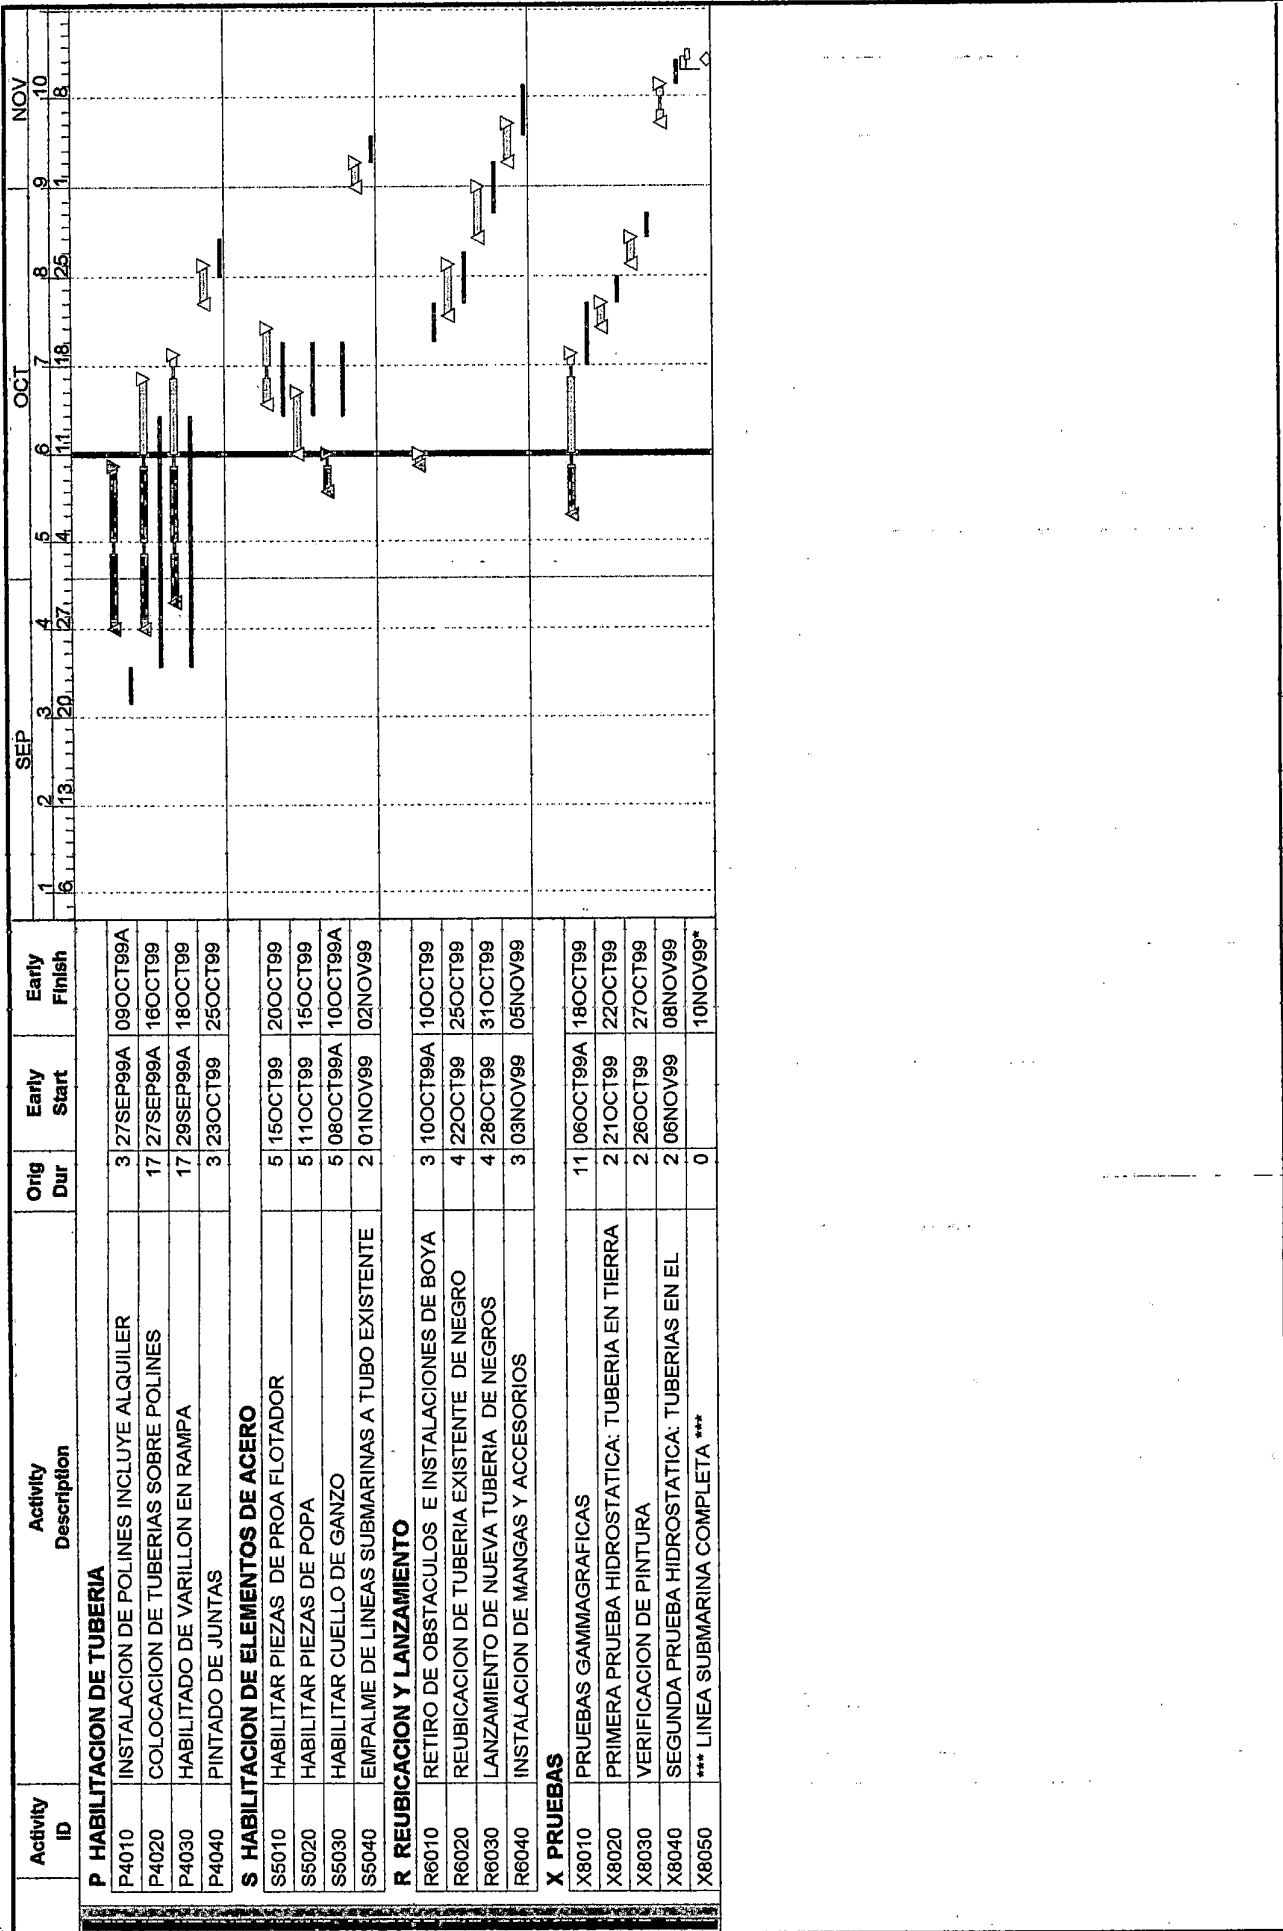 Activity ID Activity Description Orig Dur Early Start Early Finish
SEP OCT NOV
1 2 3 4 5 6 7 8 9 10
6 13 20 27 4 11 18 25 1 8
P HABILITACION DE TUBERIA
P4010 INSTALACION DE POLINES INCLUYE ALQUILER 3 27SEP99A 09OCT99A
P4020 COLOCACION DE TUBERIAS SOBRE POLINES 17 27SEP99A 16OCT99
P4030 HABILITADO DE VARILLON EN RAMPA 17 29SEP99A 18OCT99
P4040 PINTADO DE JUNTAS 3 23OCT99 25OCT99
S HABILITACION DE ELEMENTOS DE ACERO
S5010 HABILITAR PIEZAS DE PROA FLOTADOR 5 15OCT99 20OCT99
S5020 HABILITAR PIEZAS DE POPA 5 11OCT99 15OCT99
S5030 HABILITAR CUELLO DE GANZO 5 08OCT99A 10OCT99A
S5040 EMPALME DE LINEAS SUBMARINAS A TUBO EXISTENTE 2 01NOV99 02NOV99
R REUBICACION Y LANZAMIENTO
R6010 RETIRO DE OBSTACULOS E INSTALACIONES DE BOYA 3 10OCT99A 10OCT99
R6020 REUBICACION DE TUBERIA EXISTENTE DE NEGRO 4 22OCT99 25OCT99
R6030 LANZAMIENTO DE NUEVA TUBERIA DE NEGROS 4 28OCT99 31OCT99
R6040 INSTALACION DE MANGAS Y ACCESORIOS 3 03NOV99 05NOV99
X PRUEBAS
X8010 PRUEBAS GAMMAGRAFICAS 11 06OCT99A 18OCT99
X8020 PRIMERA PRUEBA HIDROSTATICA: TUBERIA EN TIERRA 2 21OCT99 22OCT99
X8030 VERIFICACION DE PINTURA 2 26OCT99 27OCT99
X8040 SEGUNDA PRUEBA HIDROSTATICA: TUBERIAS EN EL 2 06NOV99 08NOV99
X8050 *** LINEA SUBMARINA COMPLETA *** 0 10NOV99*